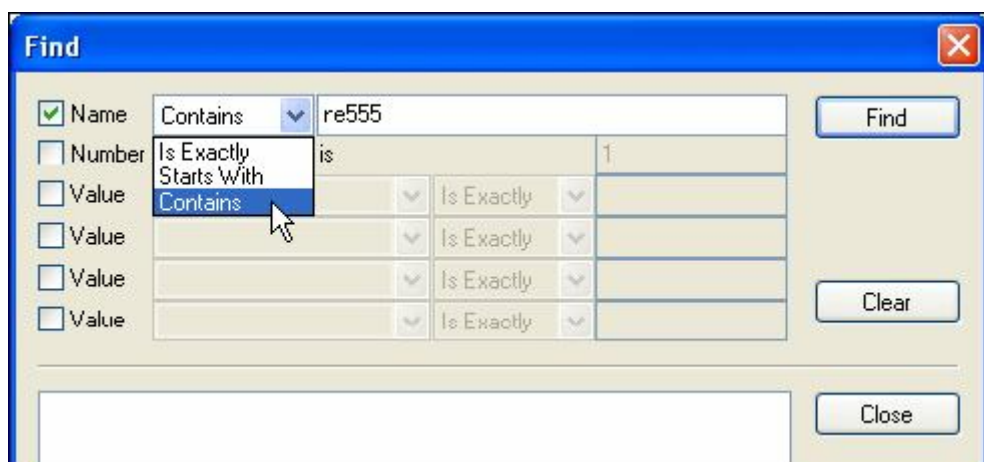 Find
Name Contains re555 Find
Number Is Exactly is 1
Starts With
Value Contains Is Exactly
Value Is Exactly
Value Is Exactly
Clear
Value Is Exactly
Close